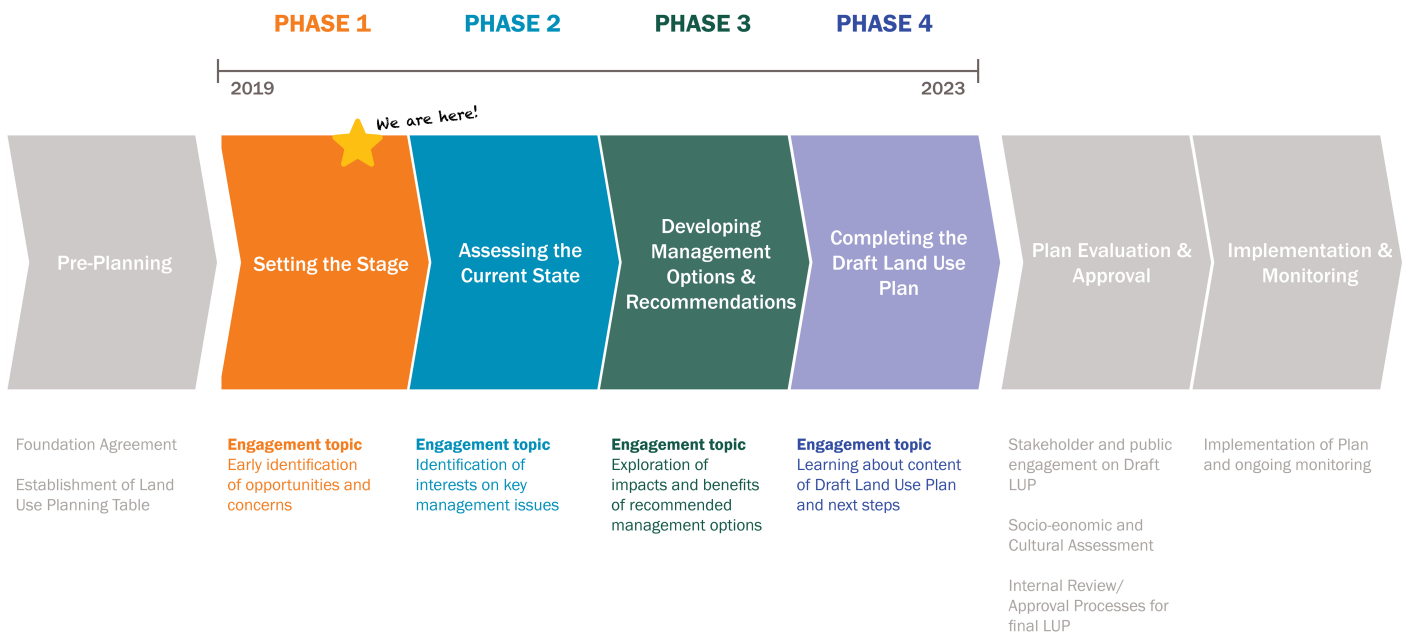 PHASE 1
PHASE 2
PHASE 3
PHASE 4
2019
2023
We are here!
Pre-Planning
Setting the Stage
Assessing the
Current State
Developing
Management
Options &
Recommendations
Completing the
Draft Land Use
Plan
Plan Evaluation &
Approval
Implementation &
Monitoring
Foundation Agreement
Establishment of Land
Use Planning Table
Engagement topic
Early identification
of opportunities and
concerns
Engagement topic
Identification of
interests on key
management issues
Engagement topic
Exploration of
impacts and benefits
of recommended
management options
Engagement topic
Learning about content
of Draft Land Use Plan
and next steps
Stakeholder and public
engagement on Draft
LUP
Socio-eonomic and
Cultural Assessment
Internal Review/
Approval Processes for
final LUP
Implementation of Plan
and ongoing monitoring